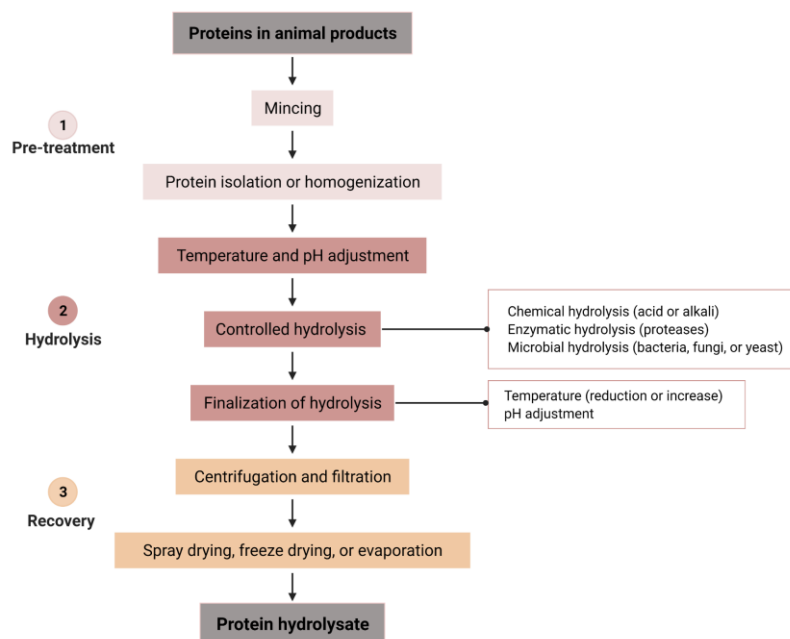 Proteins in animal products
Mincing
1
Pre-treatment
Protein isolation or homogenization
Temperature and pH adjustment
2
Hydrolysis
Controlled hydrolysis
Chemical hydrolysis (acid or alkali)
Enzymatic hydrolysis (proteases)
Microbial hydrolysis (bacteria, fungi, or yeast)
Finalization of hydrolysis
Temperature (reduction or increase)
pH adjustment
Centrifugation and filtration
3
Recovery
Spray drying, freeze drying, or evaporation
Protein hydrolysate